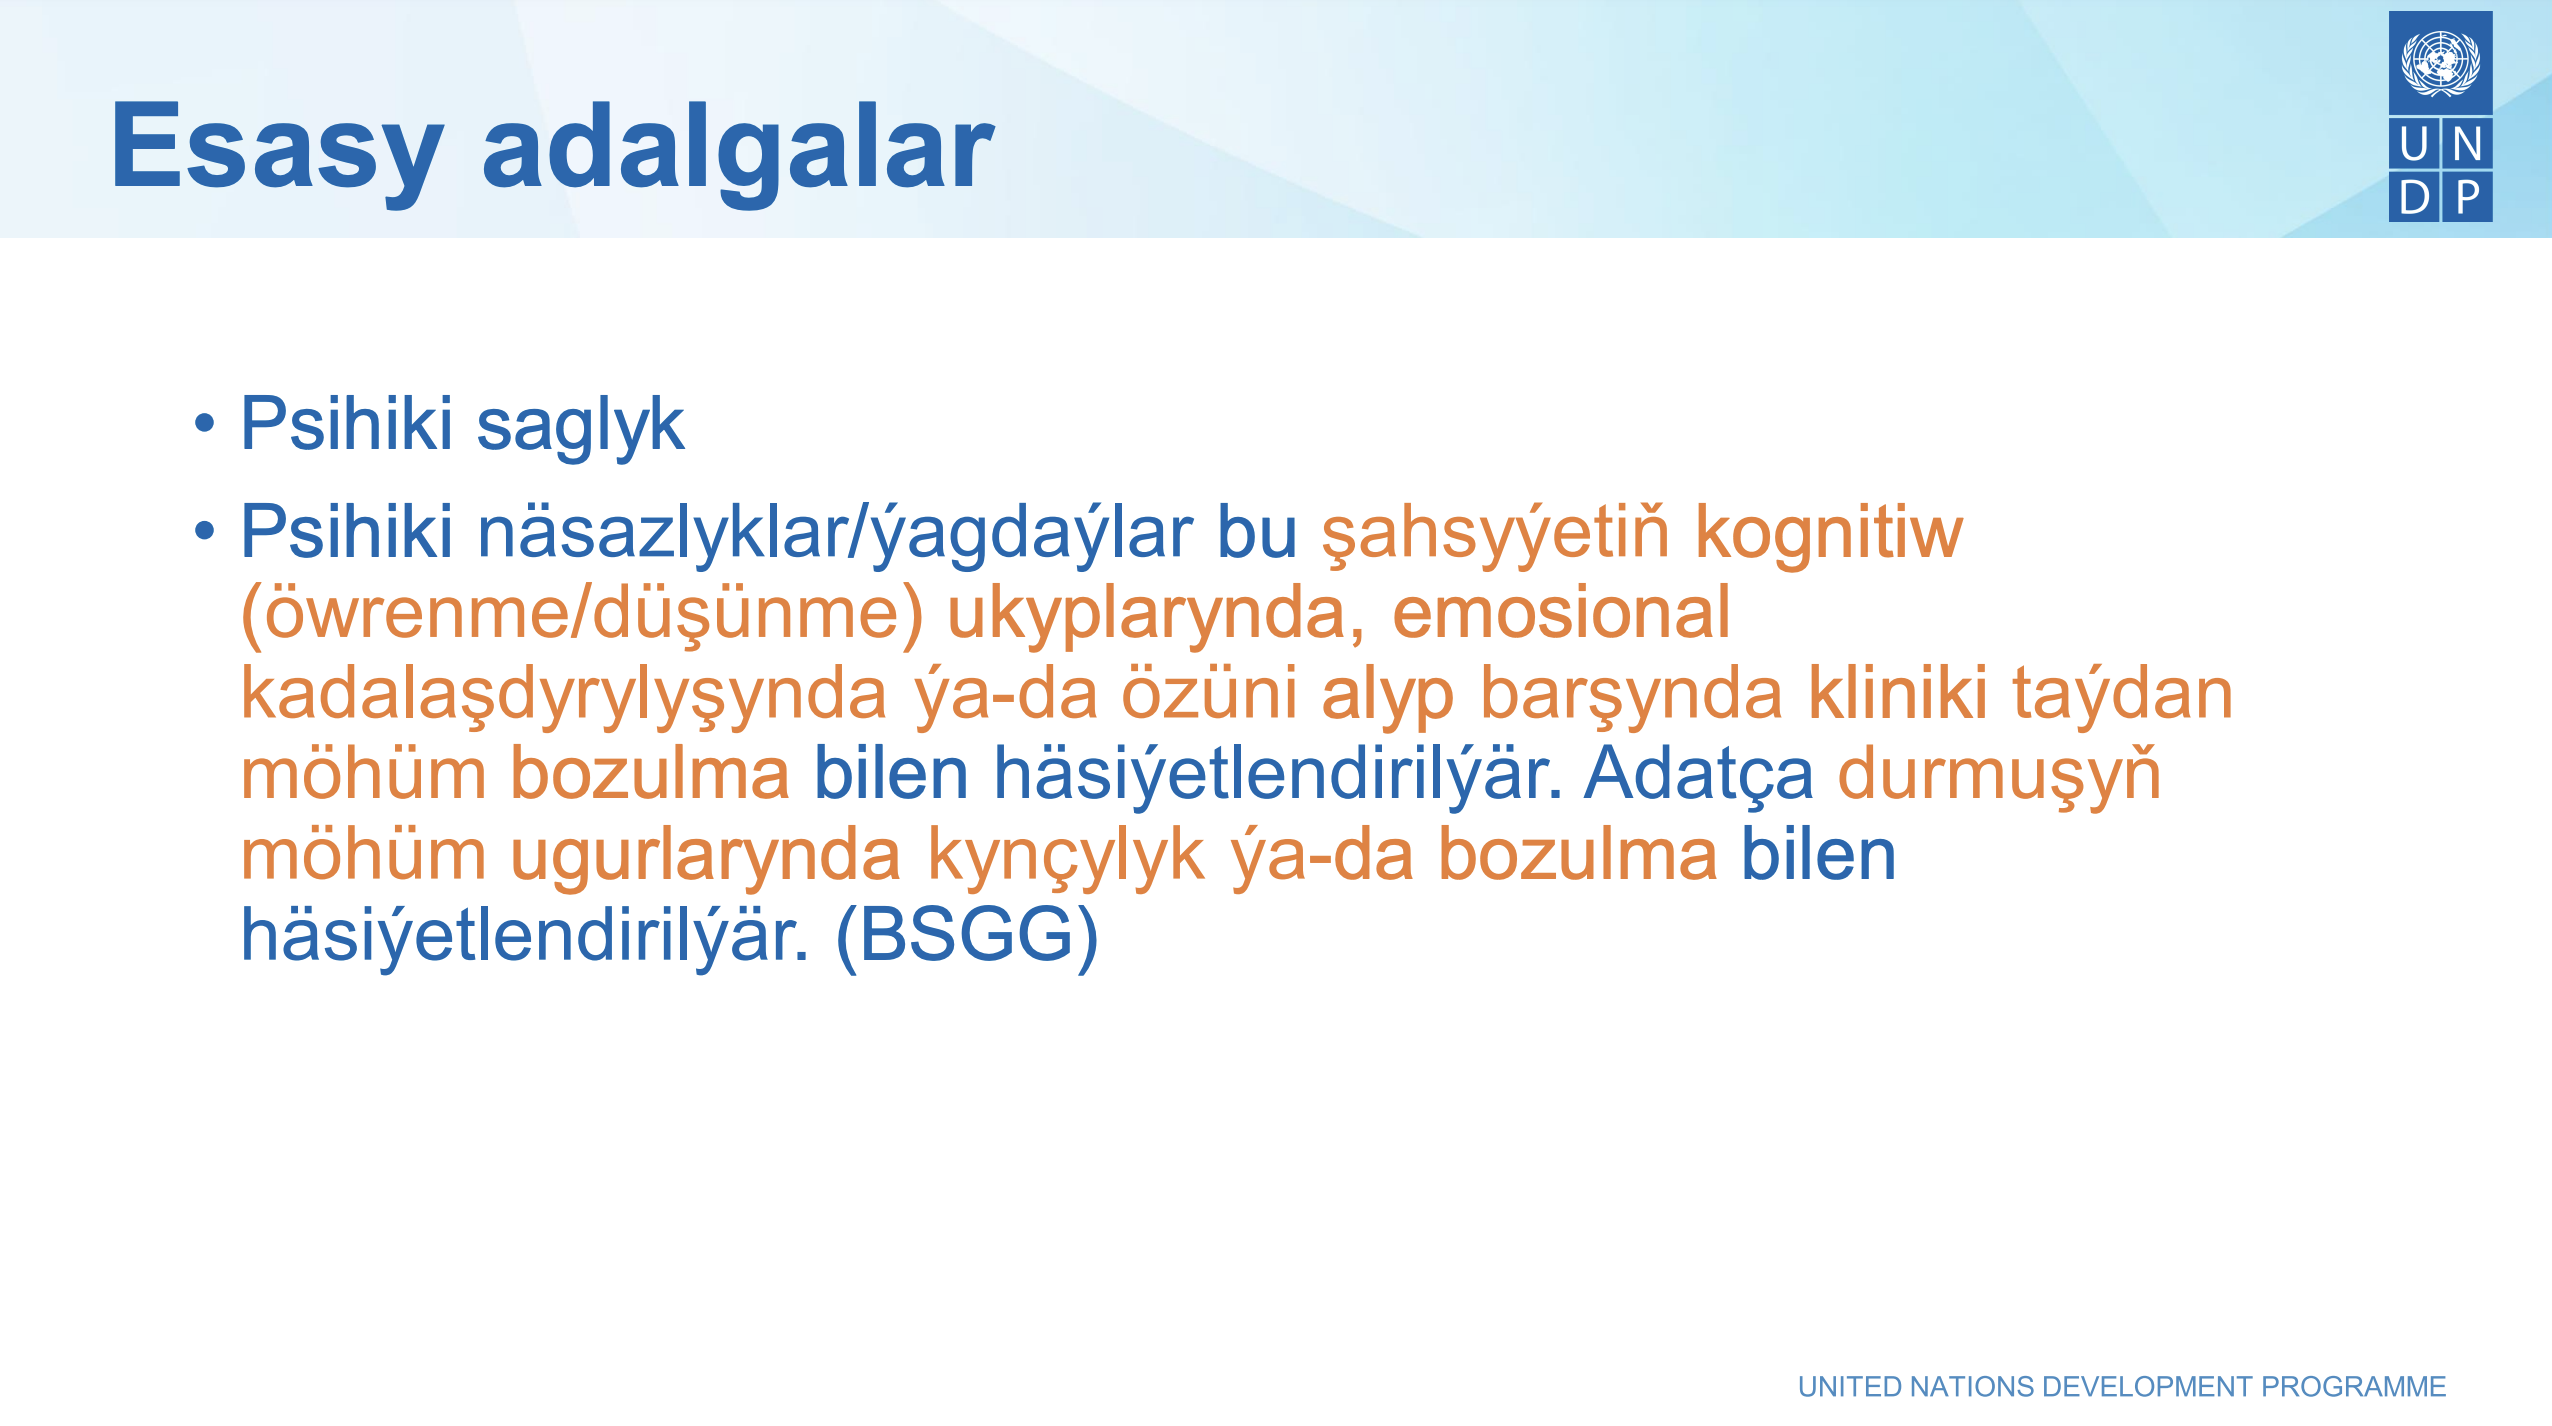 Esasy adalgalar
U N
D P
• Psihiki saglyk
• Psihiki näsazlyklar/ýagdaýlar bu şahsyýetiň kognitiw
(öwrenme/düşünme) ukyplarynda, emosional
kadalaşdyrylyşynda ýa-da özüni alyp barşynda kliniki taýdan
möhüm bozulma bilen häsiýetlendirilýär. Adatça durmuşyň
möhüm ugurlarynda kynçylyk ýa-da bozulma bilen
häsiýetlendirilýär. (BSGG)
UNITED NATIONS DEVELOPMENT PROGRAMME